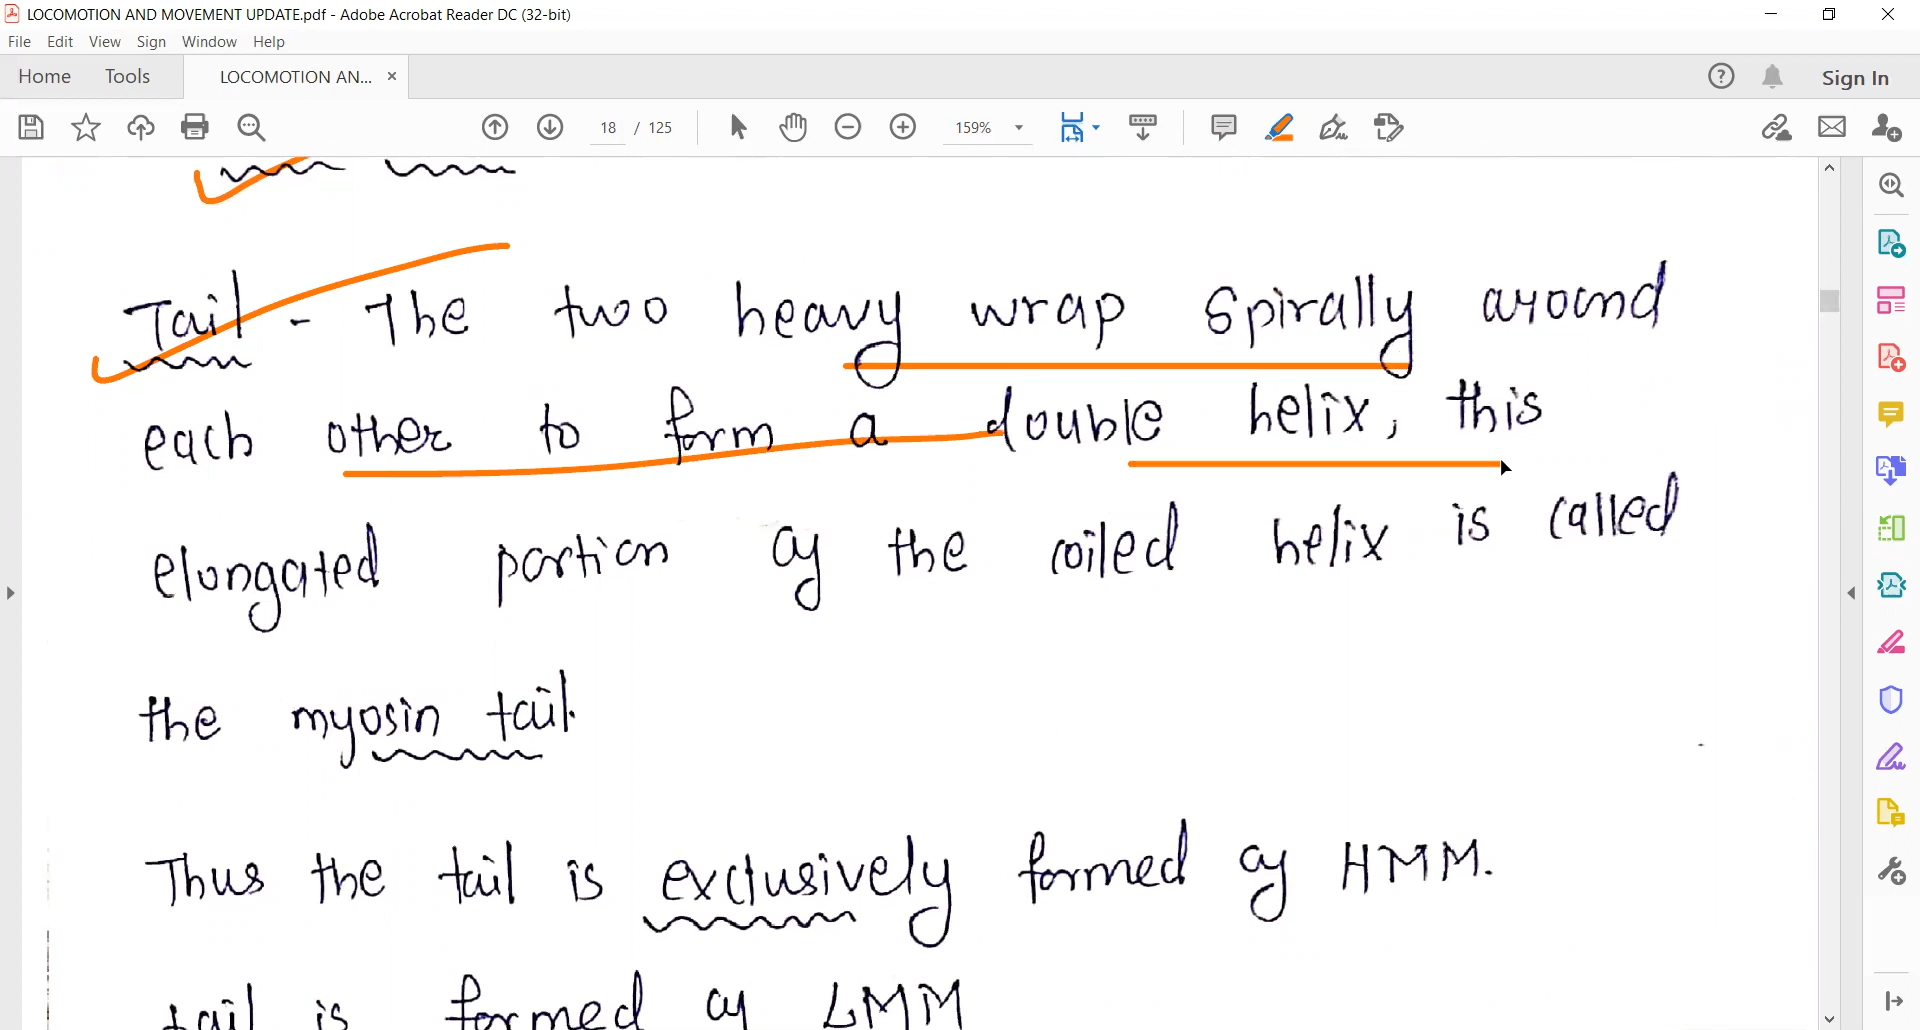 LOCOMOTION AND MOVEMENT UPDATE.pdf - Adobe Acrobat Reader DC (32-bit)
File Edit View Sign Window Help
Home Tools LOCOMOTION AN... × Sign In
18 / 125 159%
Tail - The two heavy wrap spirally around
each other to form a double helix, this
elongated portion of the coiled helix is called
the myosin tail.
Thus the tail is exclusively formed of HMM.
tail is formed of LMM